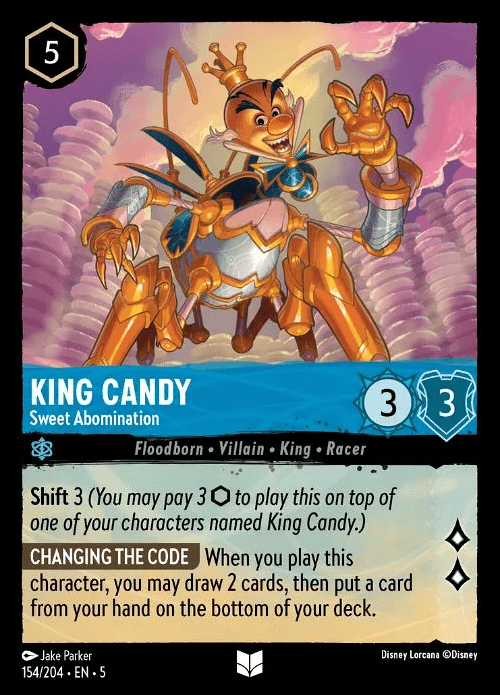 5
KING CANDY
Sweet Abomination
3
3
Floodborn • Villain • King • Racer
Shift 3 (You may pay 3 to play this on top of
one of your characters named King Candy.)
CHANGING THE CODE When you play this
character, you may draw 2 cards, then put a card
from your hand on the bottom of your deck.
Jake Parker
Disney Lorcana ©Disney
154/204 • EN • 5